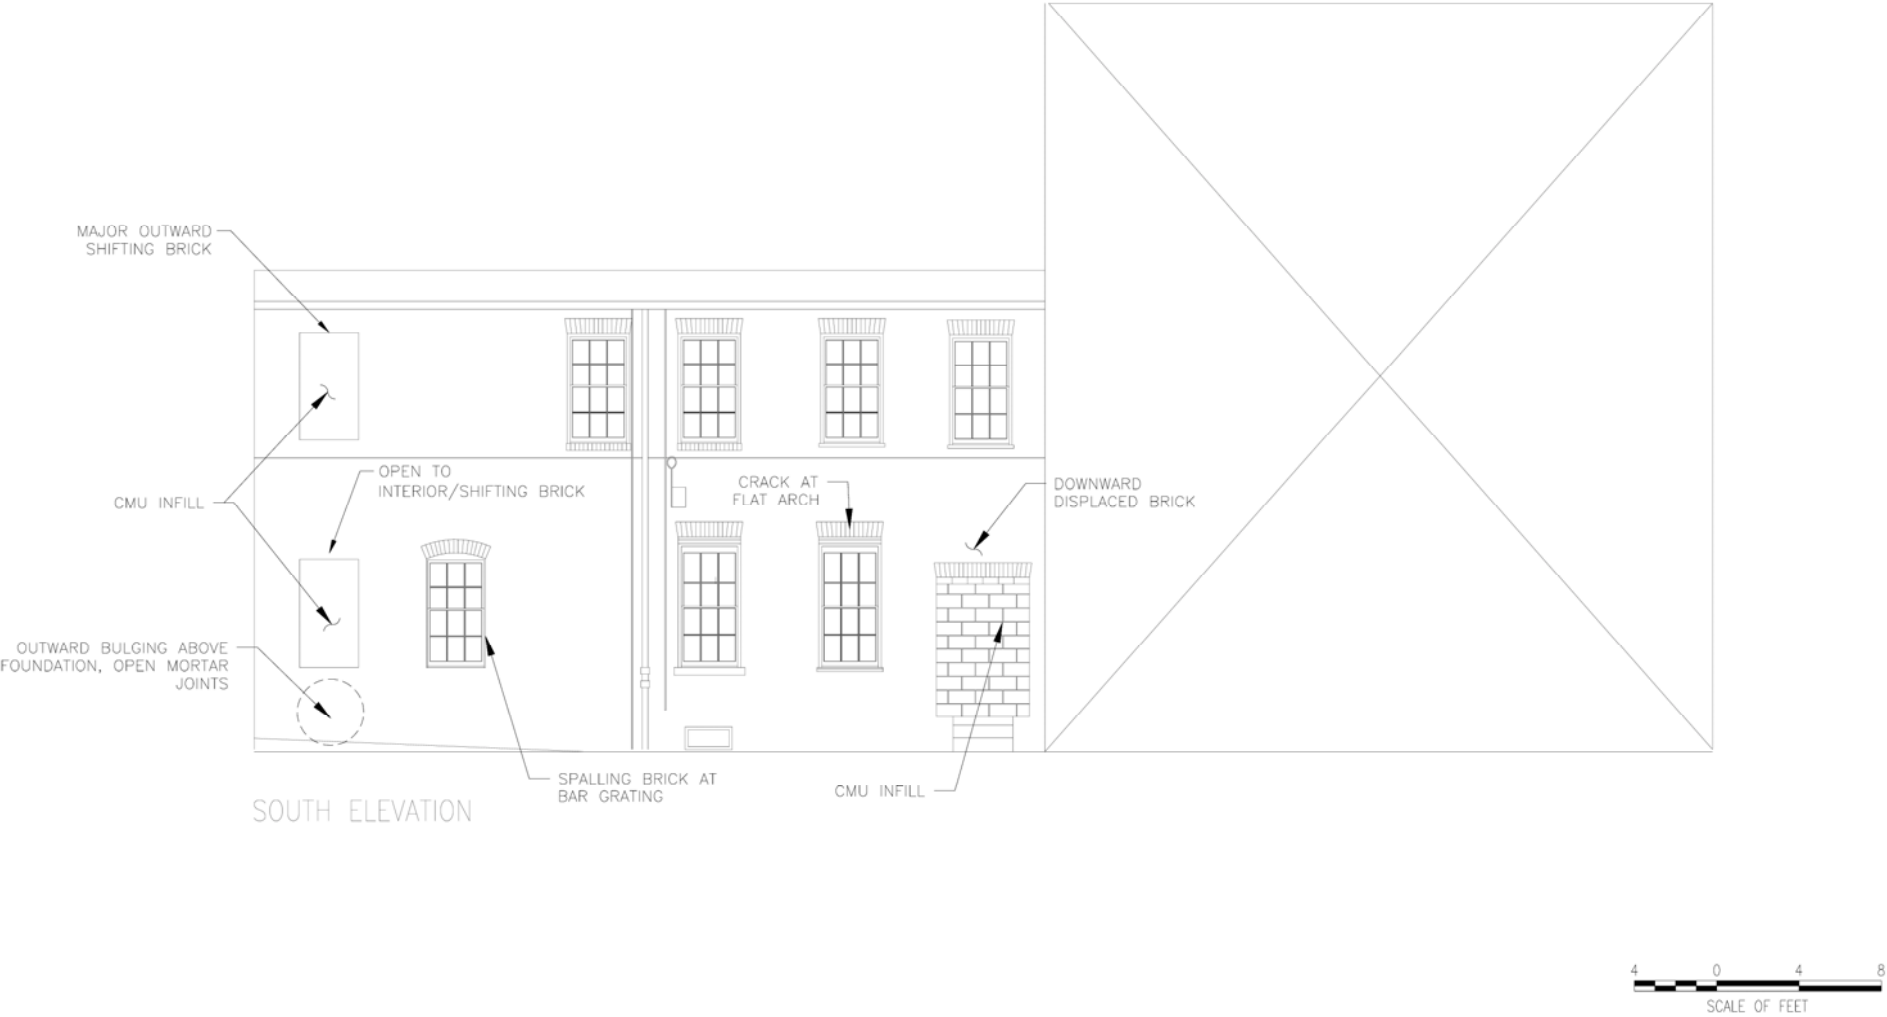 MAJOR OUTWARD
SHIFTING BRICK
OPEN TO
INTERIOR/SHIFTING BRICK
CMU INFILL
CRACK AT
FLAT ARCH
DOWNWARD
DISPLACED BRICK
OUTWARD BULGING ABOVE
FOUNDATION, OPEN MORTAR
JOINTS
SPALLING BRICK AT
BAR GRATING
CMU INFILL
SOUTH ELEVATION
4 0 4 8
SCALE OF FEET